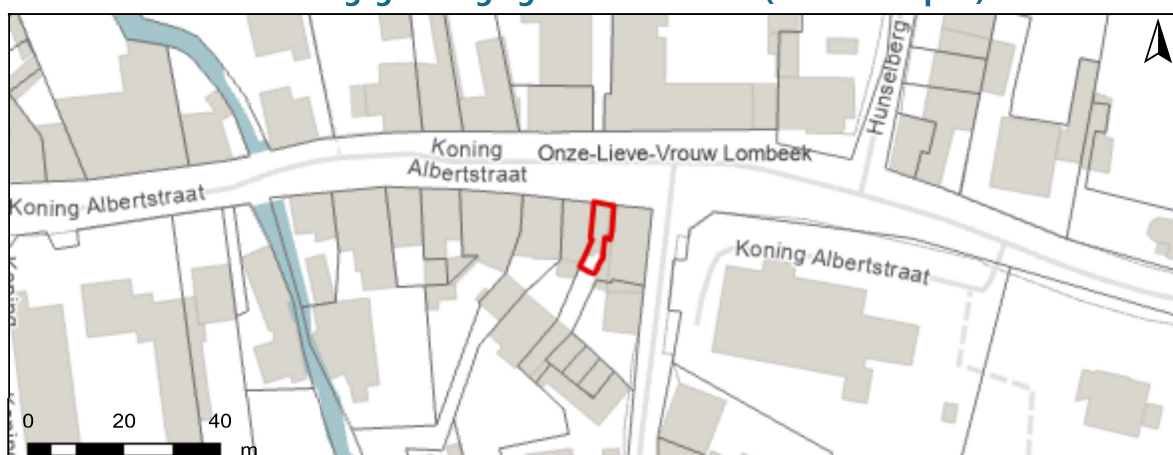 Hunselberg
Koning
Albertstraat
Onze-Lieve-Vrouw Lombeek
Koning Albertstraat
Koning Albertstraat
0 20 40
m